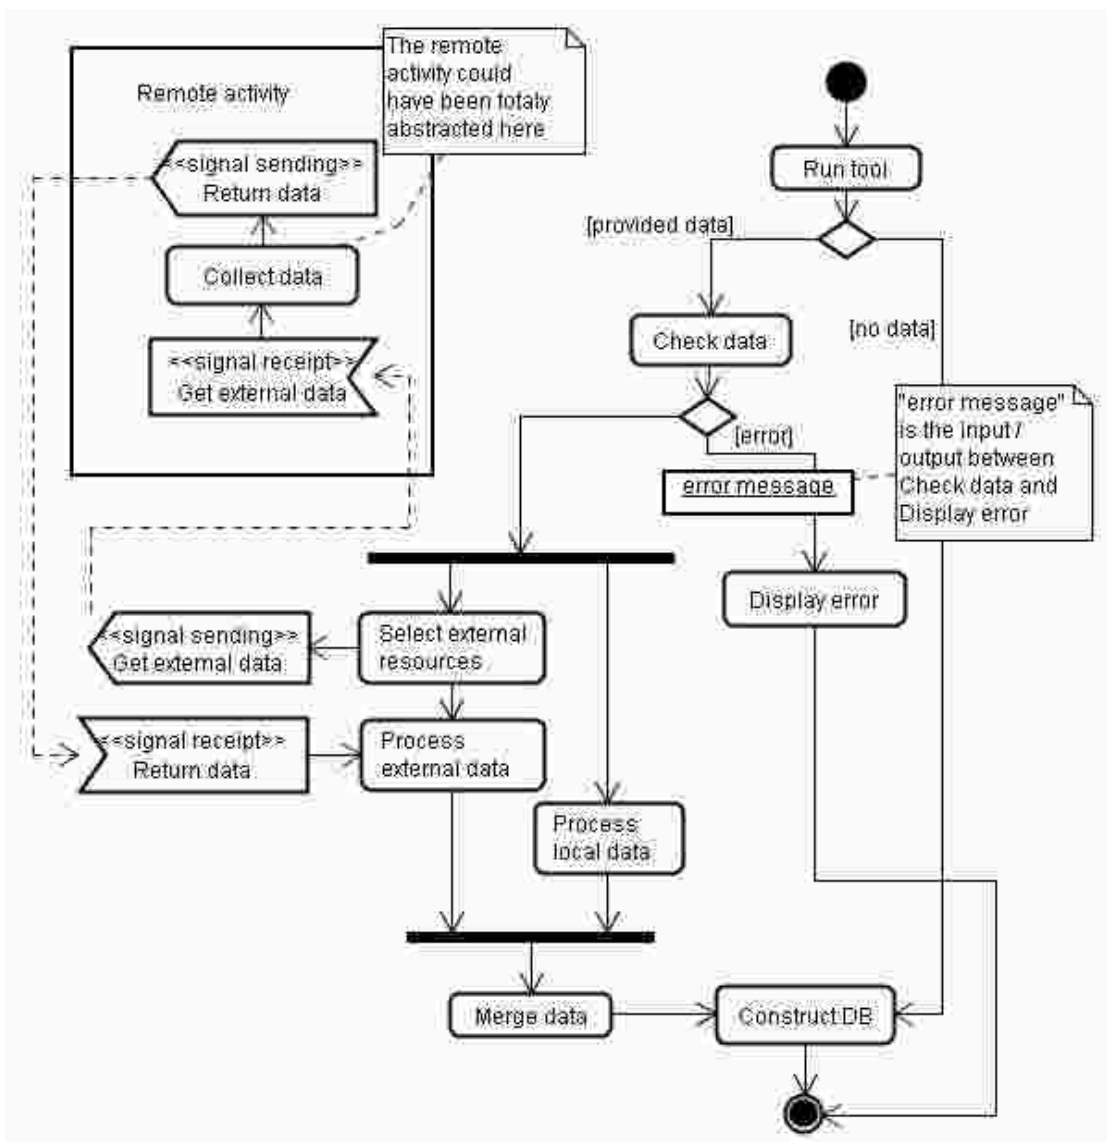 The remote
activity could
have been totaly
abstracted here
Remote activity
<<signal sending>>
Return data
Collect data
<<signal receipt>>
Get external data
Run tool
[provided data]
[no data]
Check data
[error]
error message
"error message"
is the input /
output between
Check data and
Display error
Display error
<<signal sending>>
Get external data
Select external
resources
<<signal receipt>>
Return data
Process
external data
Process
local data
Merge data
Construct DB